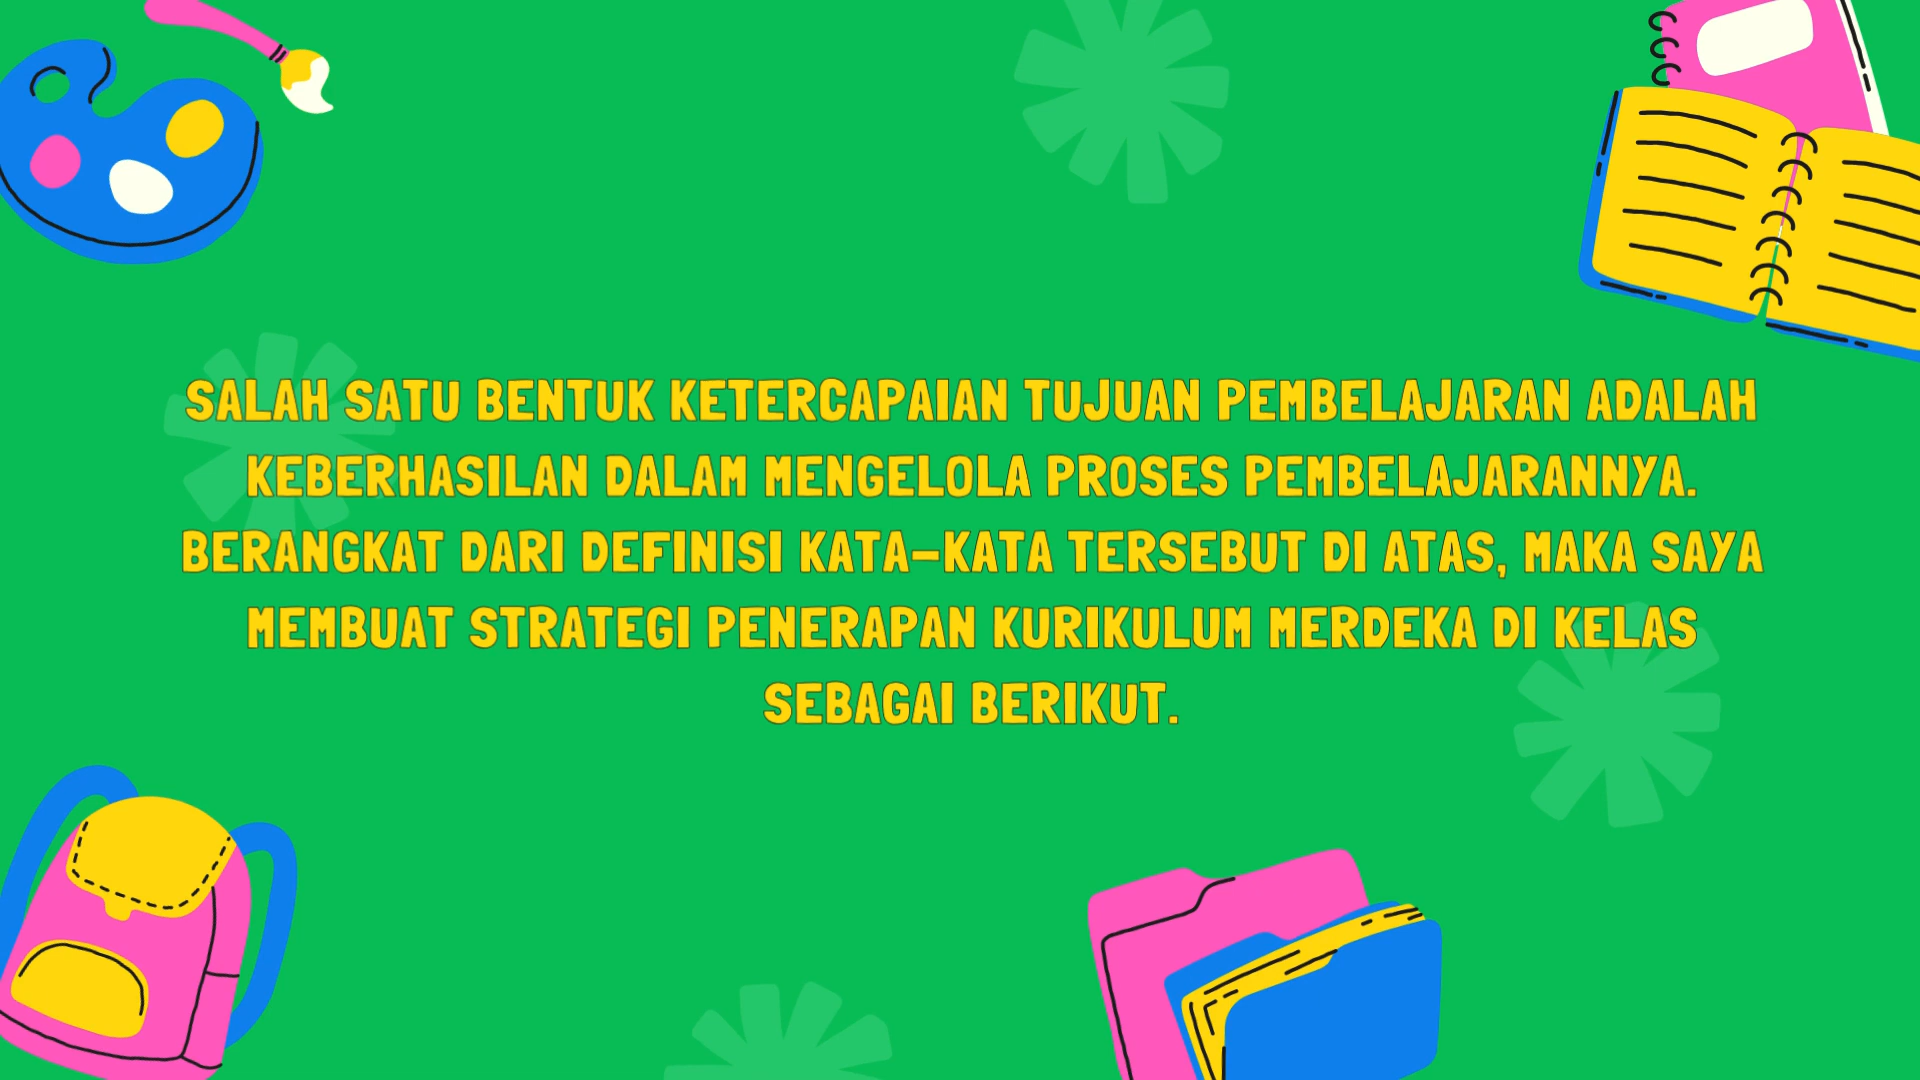 SALAH SATU BENTUK KETERCAPAIAN TUJUAN PEMBELAJARAN ADALAH
KEBERHASILAN DALAM MENGELOLA PROSES PEMBELAJARANNYA.
BERANGKAT DARI DEFINISI KATA-KATA TERSEBUT DI ATAS, MAKA SAYA
MEMBUAT STRATEGI PENERAPAN KURIKULUM MERDEKA DI KELAS
SEBAGAI BERIKUT.